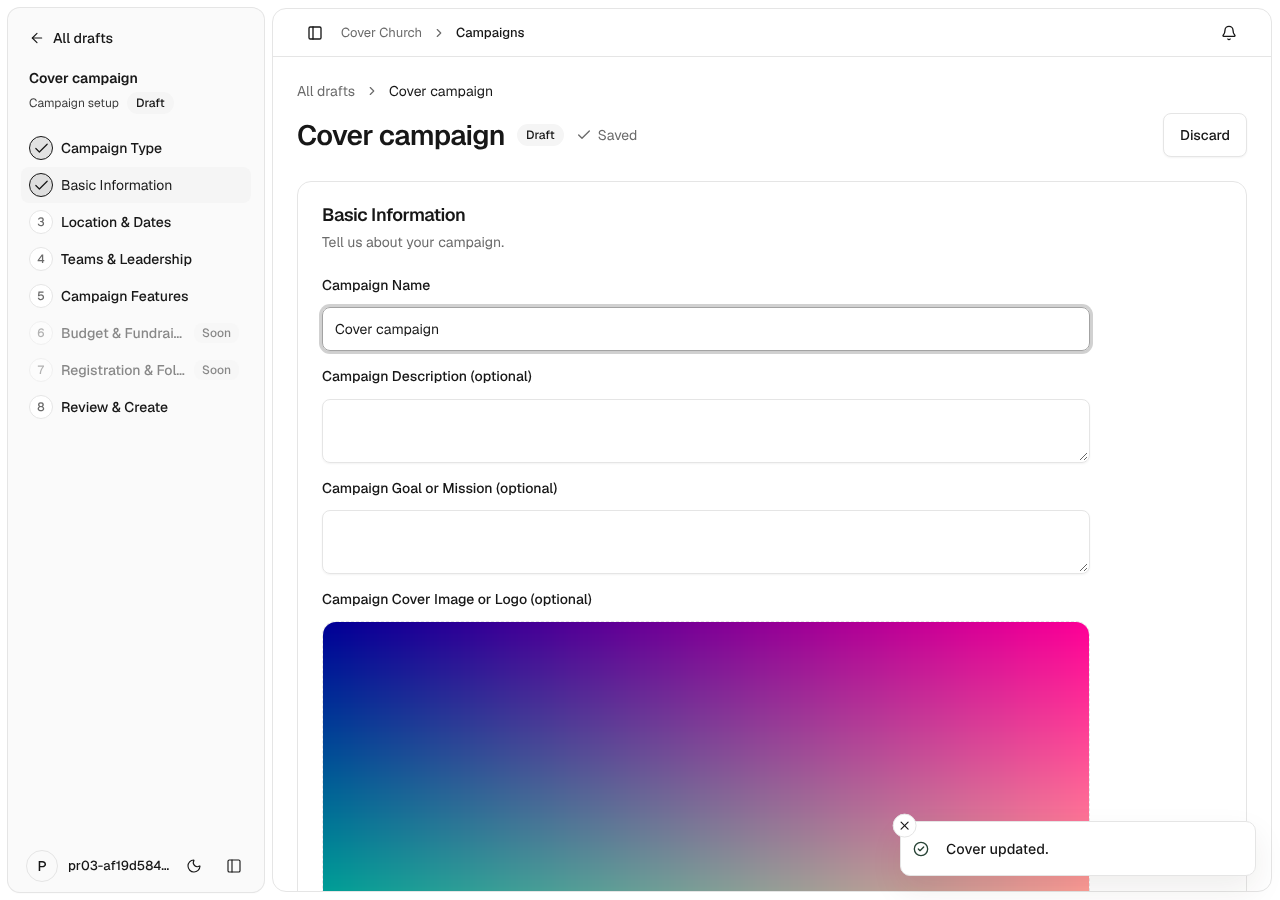 All drafts
Cover campaign
Campaign setup Draft
Campaign Type
Basic Information
3 Location & Dates
4 Teams & Leadership
5 Campaign Features
6 Budget & Fundrai... Soon
7 Registration & Fol... Soon
8 Review & Create
P pr03-af19d584...
Cover Church > Campaigns
All drafts > Cover campaign
Cover campaign Draft Saved
Discard
Basic Information
Tell us about your campaign.
Campaign Name
Cover campaign
Campaign Description (optional)
Campaign Goal or Mission (optional)
Campaign Cover Image or Logo (optional)
Cover updated.